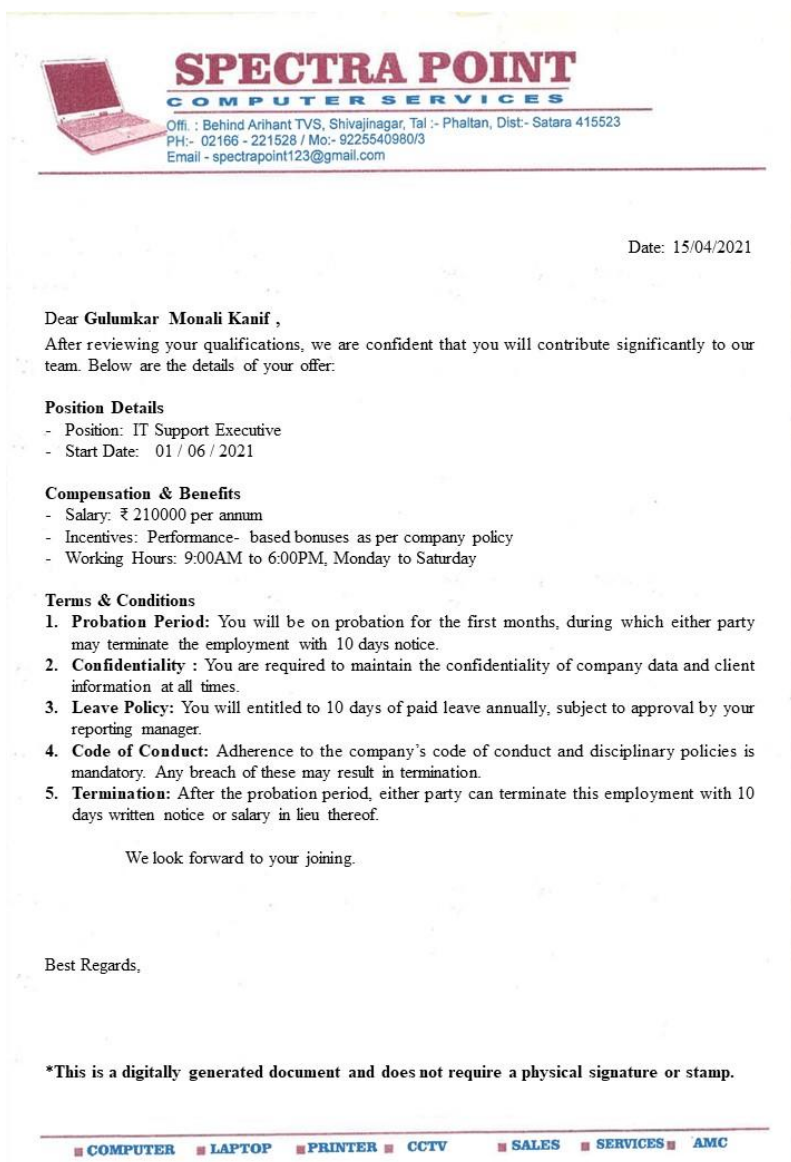 SPECTRA POINT
COMPUTER SERVICES
Offi. : Behind Arihant TVS, Shivajinagar, Tal :- Phaltan, Dist:- Satara 415523
PH:- 02166 - 221528 / Mo:- 9225540980/3
Email - spectrapoint123@gmail.com
Date: 15/04/2021
Dear Gulumkar Monali Kanif ,
After reviewing your qualifications, we are confident that you will contribute significantly to our
team. Below are the details of your offer:
Position Details
- Position: IT Support Executive
- Start Date: 01 / 06 / 2021
Compensation & Benefits
- Salary: ₹ 210000 per annum
- Incentives: Performance- based bonuses as per company policy
- Working Hours: 9:00AM to 6:00PM, Monday to Saturday
Terms & Conditions
1. Probation Period: You will be on probation for the first months, during which either party
may terminate the employment with 10 days notice.
2. Confidentiality : You are required to maintain the confidentiality of company data and client
information at all times.
3. Leave Policy: You will entitled to 10 days of paid leave annually, subject to approval by your
reporting manager.
4. Code of Conduct: Adherence to the company's code of conduct and disciplinary policies is
mandatory. Any breach of these may result in termination.
5. Termination: After the probation period, either party can terminate this employment with 10
days written notice or salary in lieu thereof.
We look forward to your joining.
Best Regards,
*This is a digitally generated document and does not require a physical signature or stamp.
COMPUTER LAPTOP PRINTER CCTV SALES SERVICES AMC